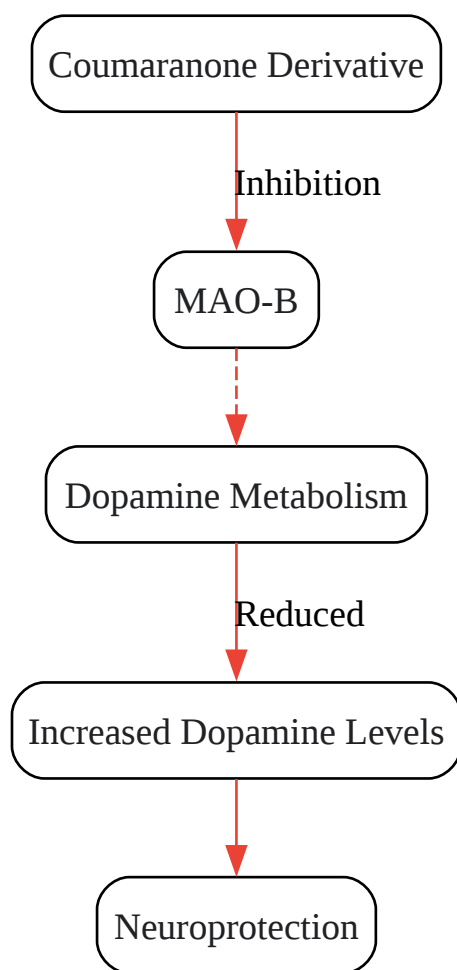 Coumaranone Derivative
Inhibition
MAO-B
Dopamine Metabolism
Reduced
Increased Dopamine Levels
Neuroprotection